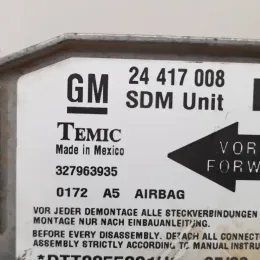 GM 24 417 008
SDM Unit
TEMIC
Made in Mexico
327963935
0172 A5 AIRBAG
VOR
FORW
VOR JEDER DEMONTAGE ALLE STECKVERBINDUNGEN
MONTAGE NUR NACH EINBAUANLEITUNG.
BEFORE EVERY DISASSEMBLY. DETACH ALL CONNECTO
ASSEMBLY STRICTLY ACCORDING TO MANUAL INSTRU